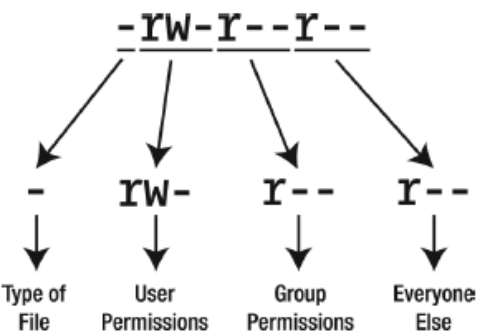 -rw-r--r--
- rw- r-- r--
Type of File
User Permissions
Group Permissions
Everyone Else